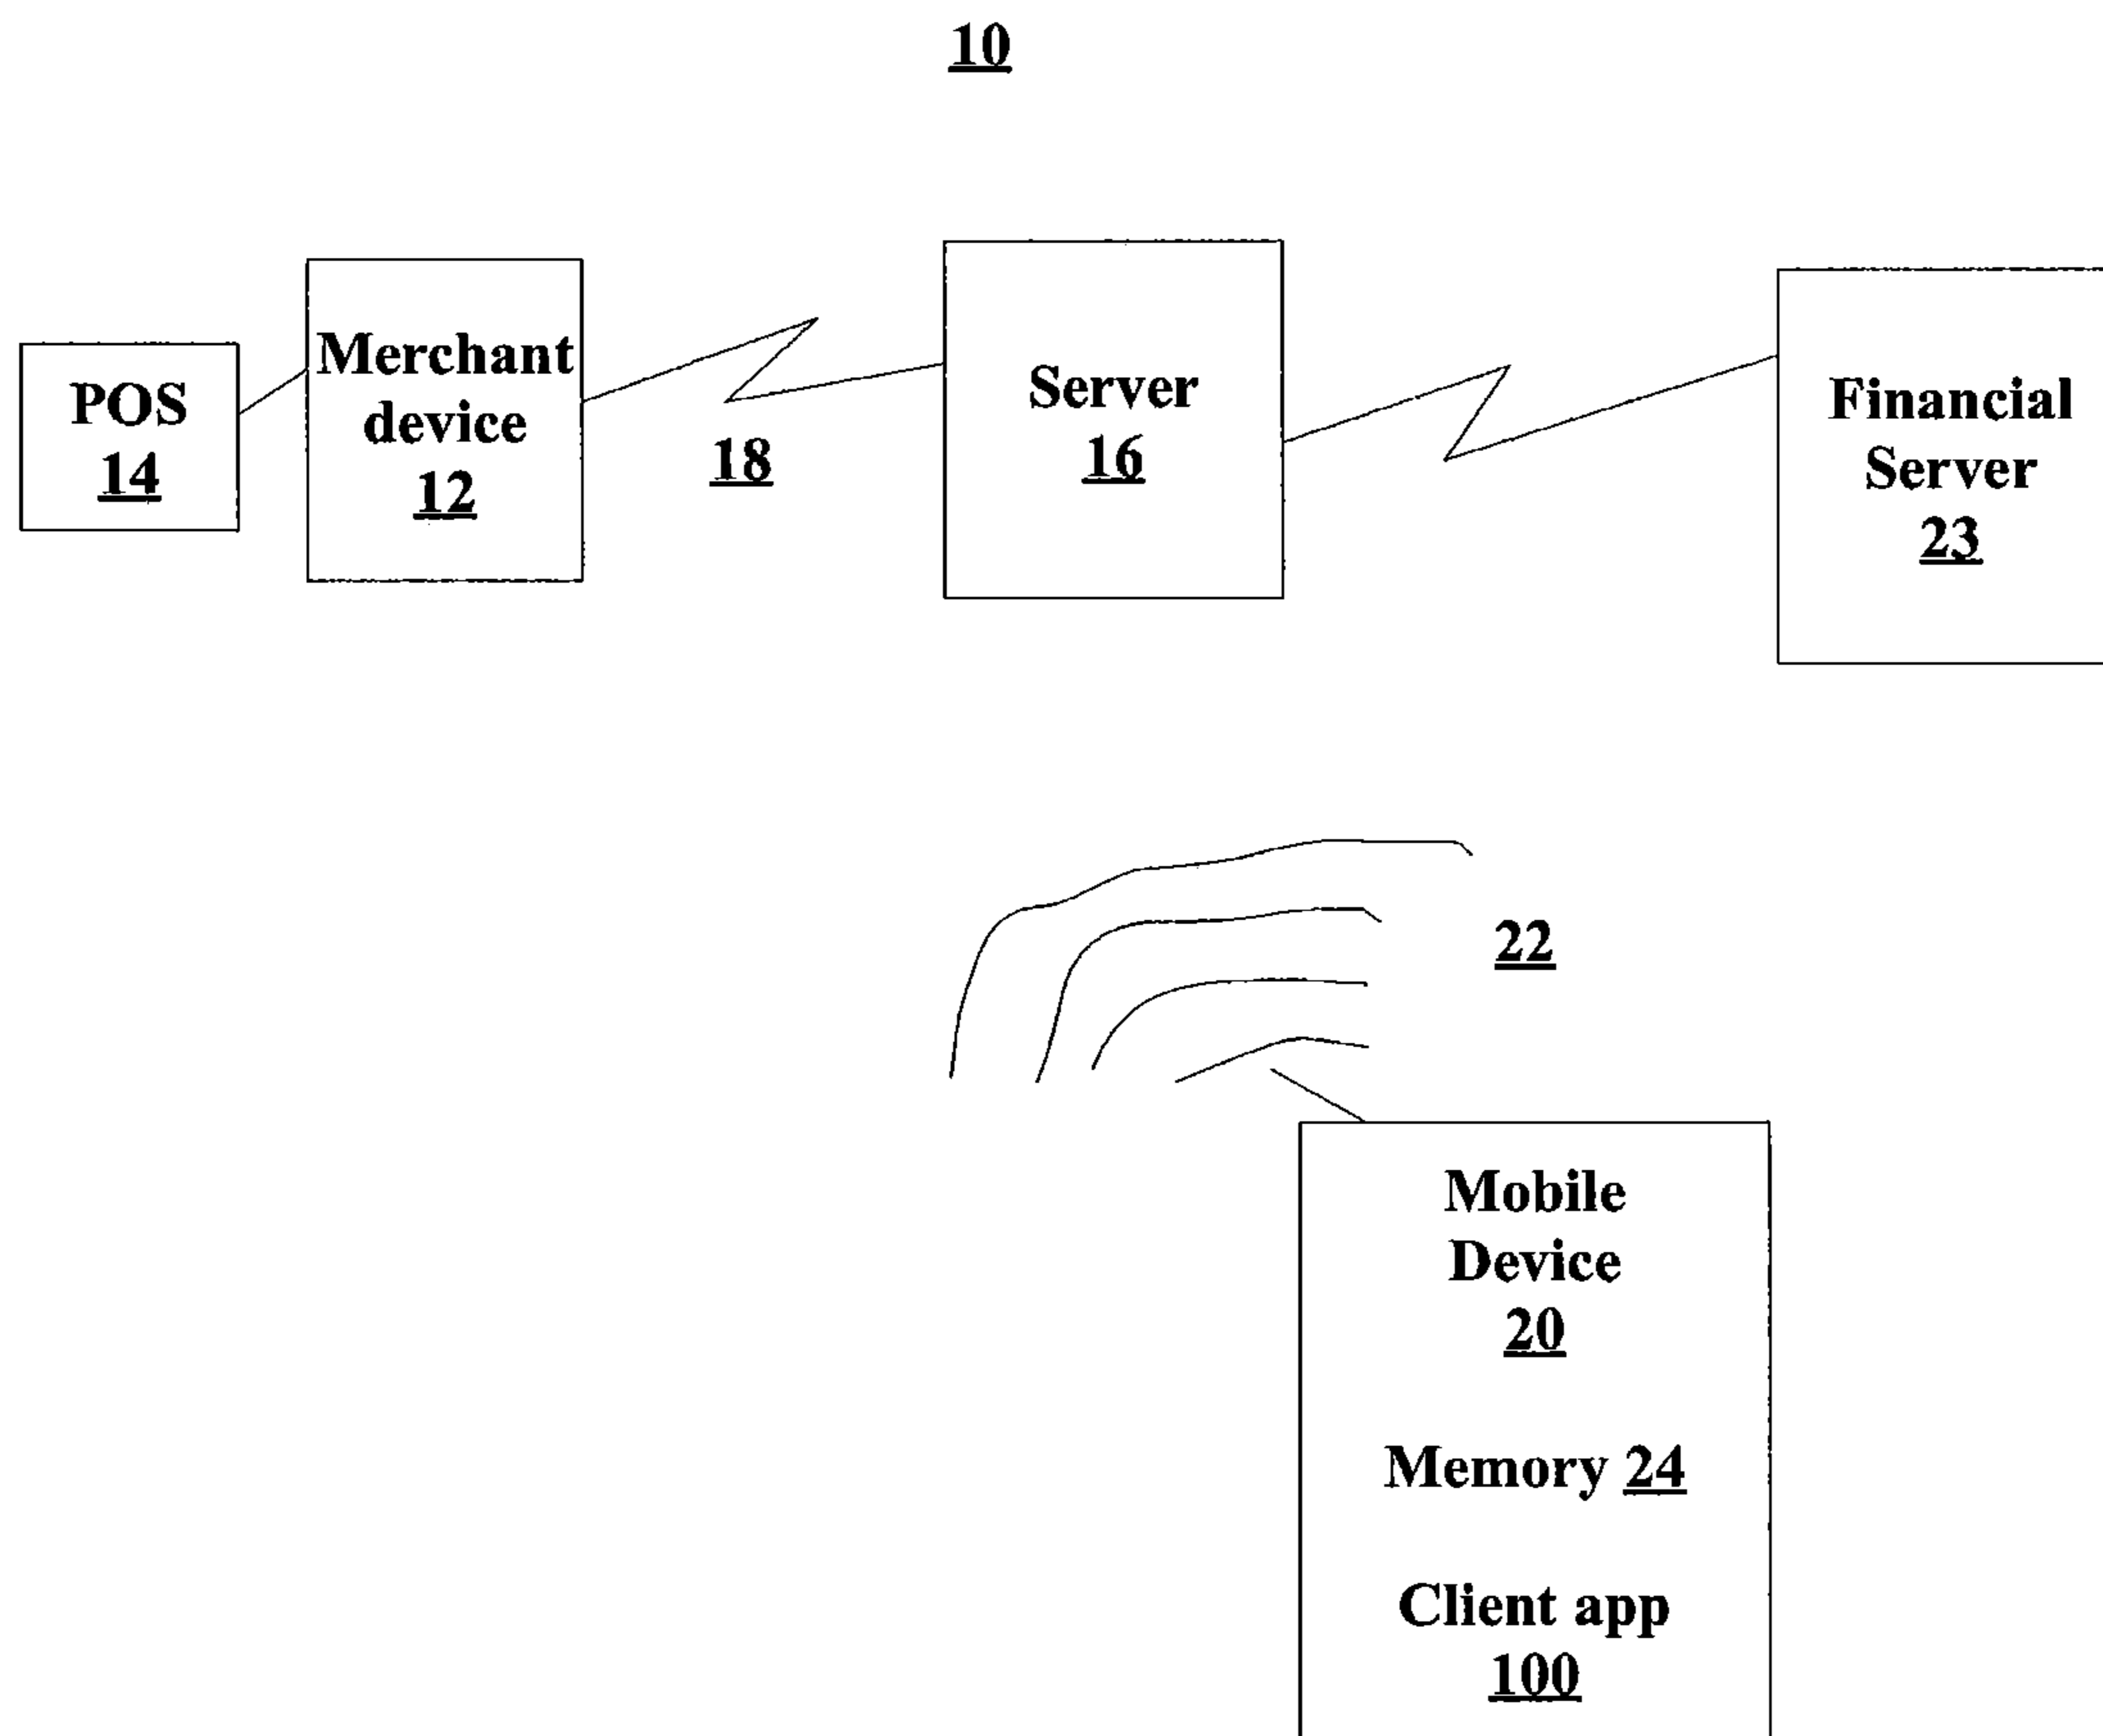 10
POS
14
Merchant
device
12
18
Server
16
Financial
Server
23
22
Mobile
Device
20
Memory 24
Client app
100